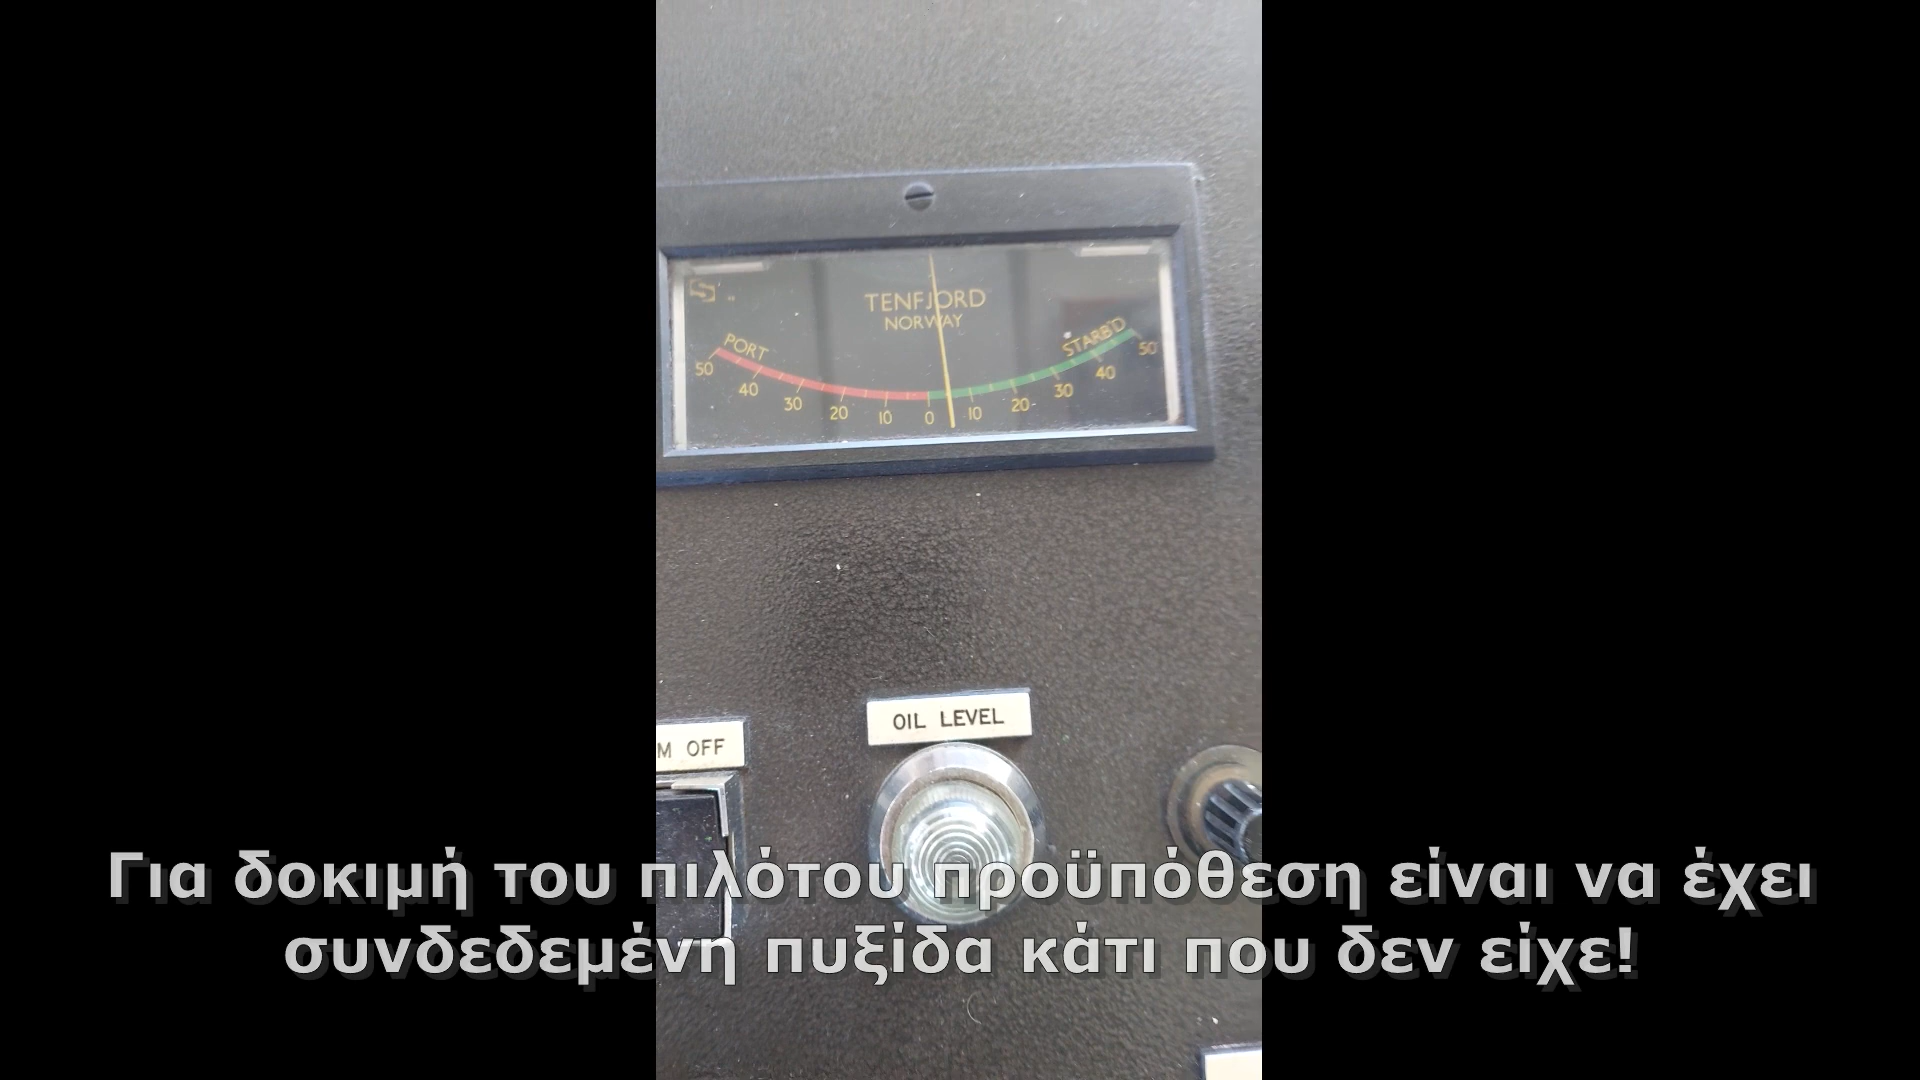 TENFJORD
NORWAY
PORT
STARB'D
50 40 30 20 10 0 10 20 30 40 50
OIL LEVEL
M OFF
Για δοκιμή του πιλότου προϋπόθεση είναι να έχει
συνδεδεμένη πυξίδα κάτι που δεν είχε!